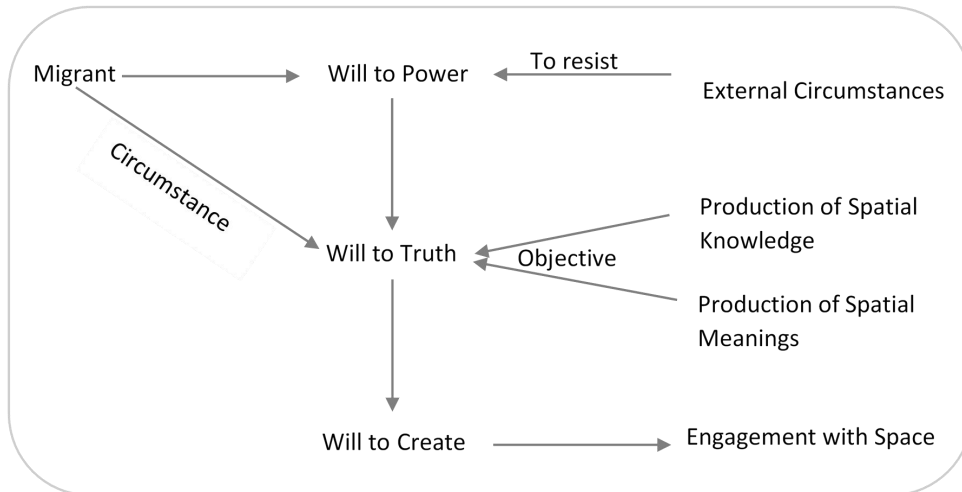 Migrant
Will to Power
To resist
External Circumstances
Circumstance
Production of Spatial
Knowledge
Will to Truth
Objective
Production of Spatial
Meanings
Will to Create
Engagement with Space